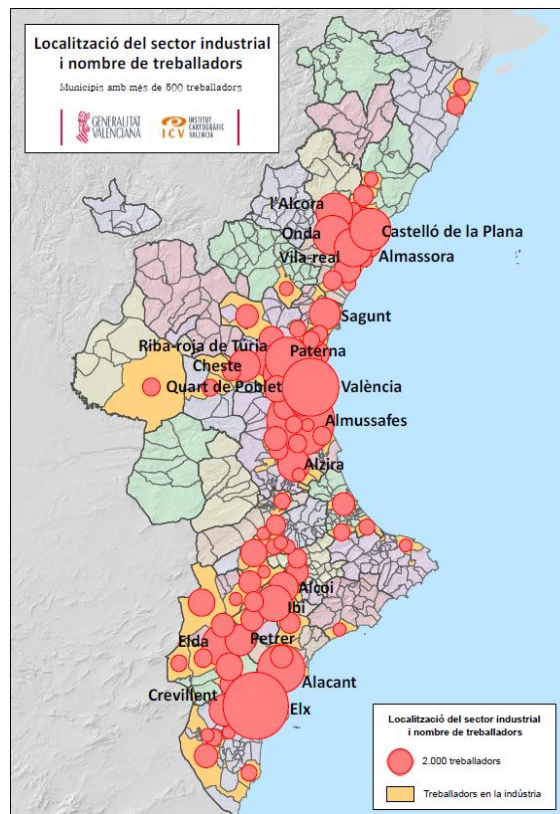 Localització del sector industrial
i nombre de treballadors
Municipis amb més de 500 treballadors
GENERALITAT
VALENCIANA
INSTITUT
CARTOGRÀFIC
VALENCIÀ
ICV
l'Alcora
Onda
Castelló de la Plana
Vila-real
Almassora
Sagunt
Riba-roja de Túria
Paterna
Cheste
Quart de Poblet
València
Almussafes
Alzira
Alcoi
Ibi
Elda
Petrer
Alacant
Crevillent
Elx
Localització del sector industrial
i nombre de treballadors
2.000 treballadors
Treballadors en la indústria